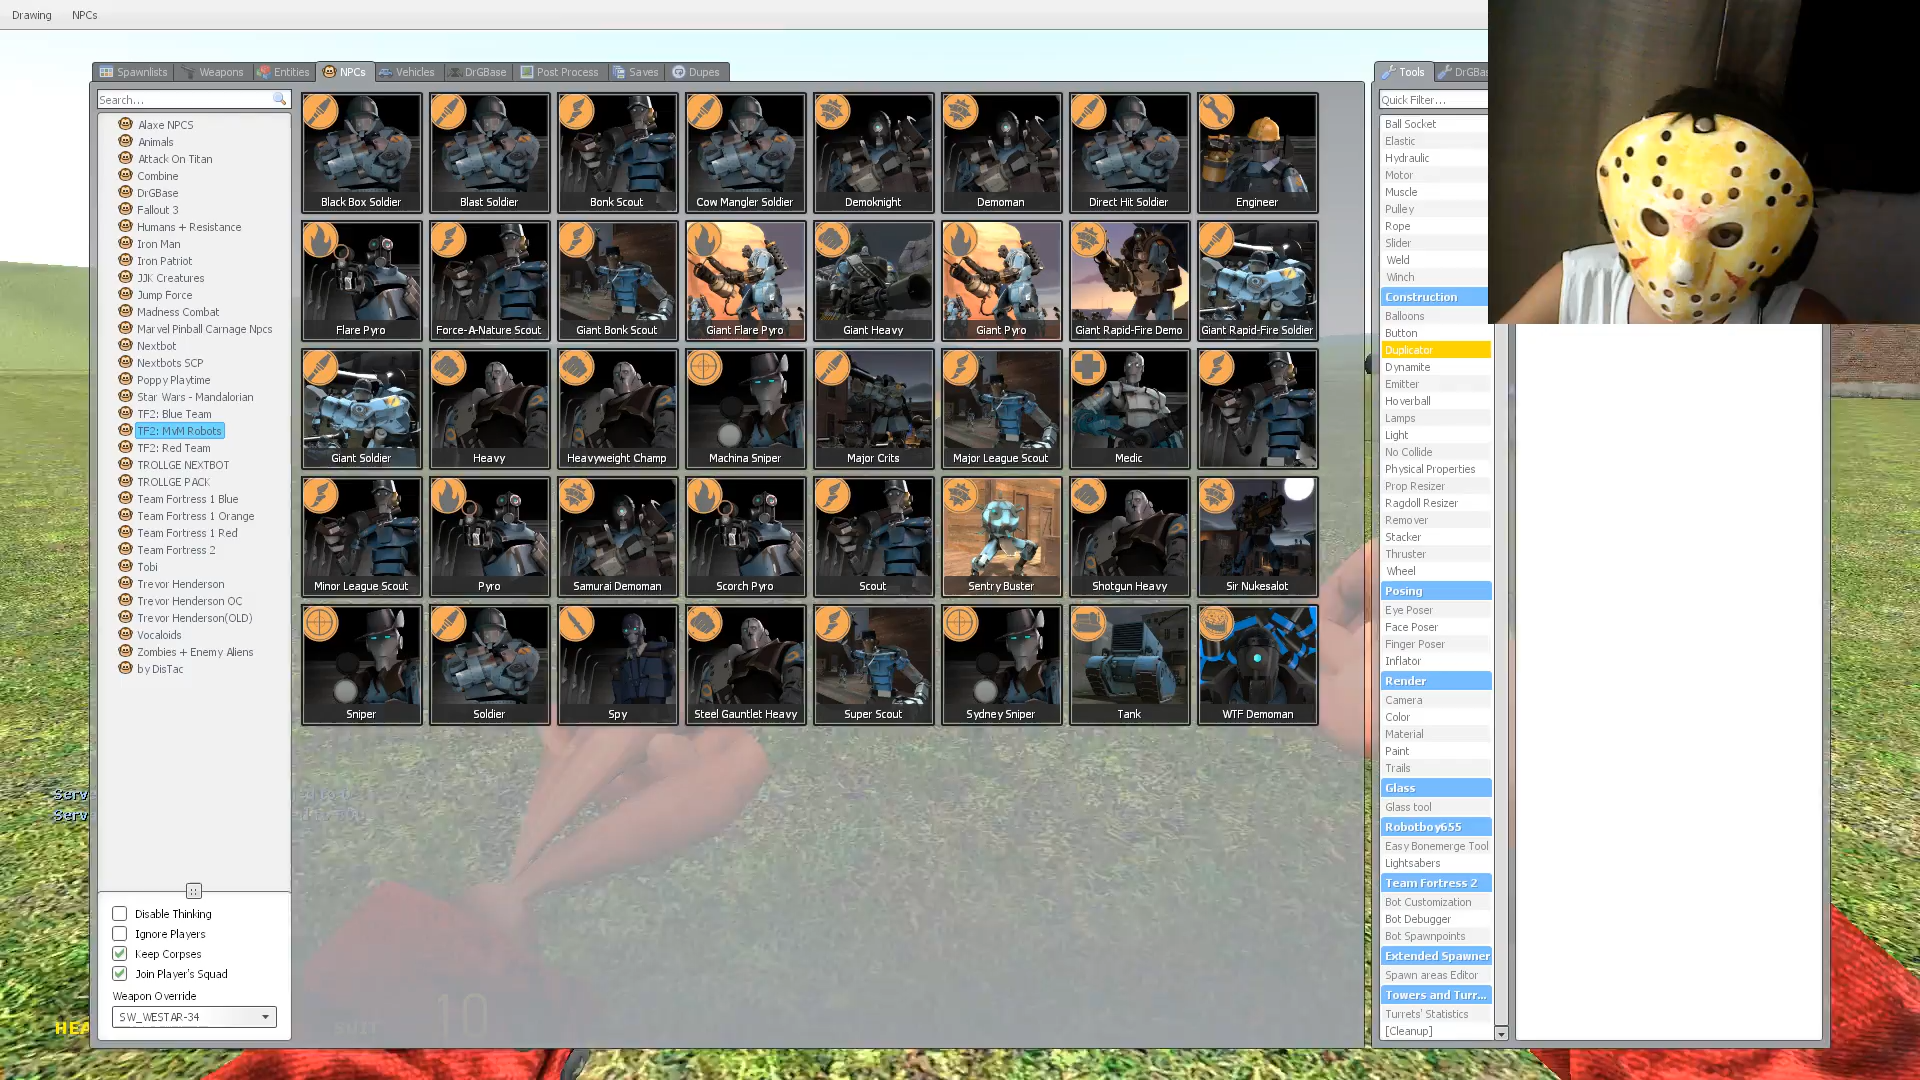 Drawing NPCs
Spawnlists Weapons Entities NPCs Vehicles DrGBase Post Process Saves Dupes
Search...
Alaxe NPCS
Animals
Attack On Titan
Combine
DrGBase
Fallout 3
Humans + Resistance
Iron Man
Iron Patriot
JJK Creatures
Jump Force
Madness Combat
Marvel Pinball Carnage Npcs
Nextbot
Nextbots SCP
Poppy Playtime
Star Wars - Mandalorian
TF2: Blue Team
TF2: MvM Robots
TF2: Red Team
TROLLGE NEXTBOT
TROLLGE PACK
Team Fortress 1 Blue
Team Fortress 1 Orange
Team Fortress 1 Red
Team Fortress 2
Tobi
Trevor Henderson
Trevor Henderson OC
Trevor Henderson(OLD)
Vocaloids
Zombies + Enemy Aliens
by DisTac
Disable Thinking
Ignore Players
Keep Corpses
Join Player's Squad
Weapon Override
SW_WESTAR-34
Black Box Soldier Blast Soldier Bonk Scout Cow Mangler Soldier Demoknight Demoman Direct Hit Soldier Engineer
Flare Pyro Force-A-Nature Scout Giant Bonk Scout Giant Flare Pyro Giant Heavy Giant Pyro Giant Rapid-Fire Demo Giant Rapid-Fire Soldier
Giant Soldier Heavy Heavyweight Champ Machina Sniper Major Crits Major League Scout Medic
Minor League Scout Pyro Samurai Demoman Scorch Pyro Scout Sentry Buster Shotgun Heavy Sir Nukesalot
Sniper Soldier Spy Steel Gauntlet Heavy Super Scout Sydney Sniper Tank WTF Demoman
Serv
Serv
HEA
SUIT 10
Tools DrGBas
Quick Filter...
Ball Socket
Elastic
Hydraulic
Motor
Muscle
Pulley
Rope
Slider
Weld
Winch
Construction
Balloons
Button
Duplicator
Dynamite
Emitter
Hoverball
Lamps
Light
No Collide
Physical Properties
Prop Resizer
Ragdoll Resizer
Remover
Stacker
Thruster
Wheel
Posing
Eye Poser
Face Poser
Finger Poser
Inflator
Render
Camera
Color
Material
Paint
Trails
Glass
Glass tool
Robotboy655
Easy Bonemerge Tool
Lightsabers
Team Fortress 2
Bot Customization
Bot Debugger
Bot Spawnpoints
Extended Spawner
Spawn areas Editor
Towers and Turr...
Turrets' Statistics
[Cleanup]